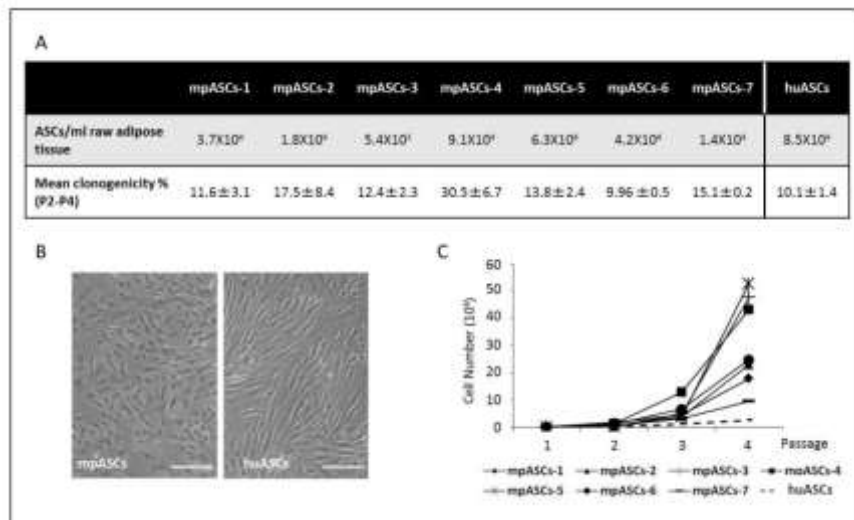 A
mpASCs-1 mpASCs-2 mpASCs-3 mpASCs-4 mpASCs-5 mpASCs-6 mpASCs-7 huASCs
ASCs/ml raw adipose
tissue
Mean clonogenicity %
(P2-P4)
11.6±3.1 17.5±8.4 12.4±2.3 30.5±6.7 13.8±2.4 9.96 ±0.5 15.1±0.2 10.1±1.4
B
mpASCs
huASCs
C
60
50
40
30
20
10
0
Cell Number
1 2 3 4 Passage
mpASCs-1 mpASCs-2 mpASCs-3 moASCs-4
mpASCs-5 mpASCs-6 mpASCs-7 huASCs